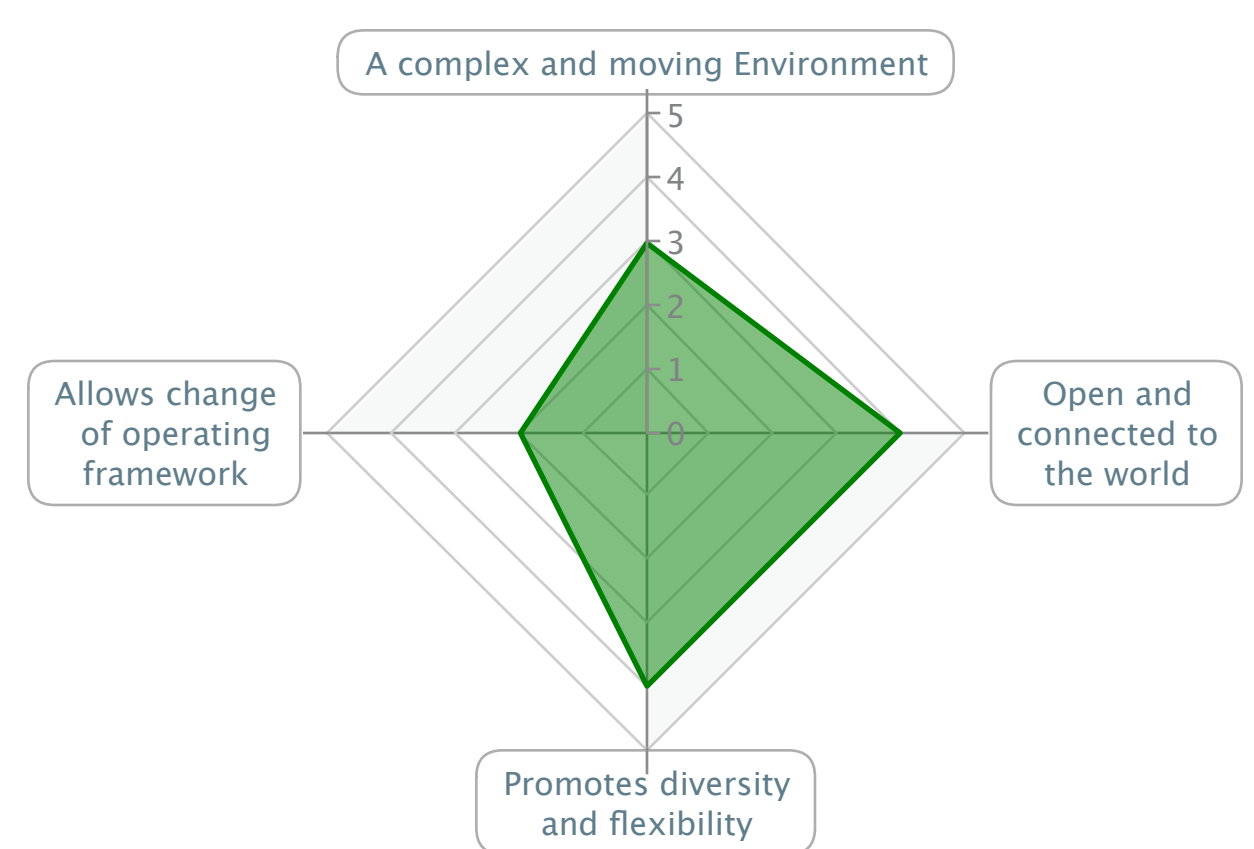 A complex and moving Environment
5
4
3
2
1
0
Allows change
of operating
framework
Open and
connected to
the world
Promotes diversity
and flexibility